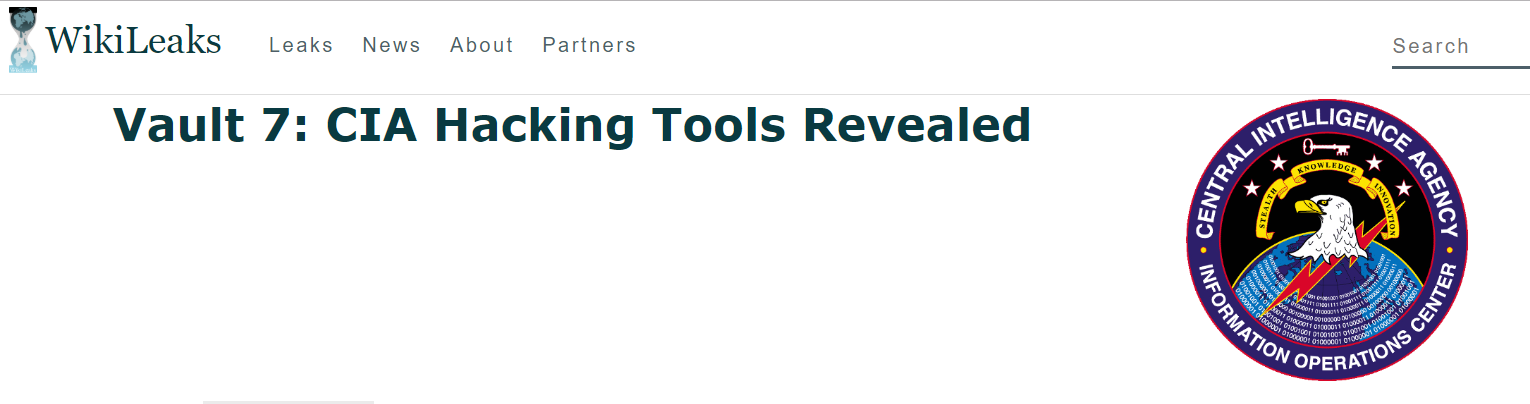 WikiLeaks
Leaks News About Partners
Search
Vault 7: CIA Hacking Tools Revealed
CENTRAL INTELLIGENCE AGENCY
STEALTH KNOWLEDGE INNOVATION
INFORMATION OPERATIONS CENTER